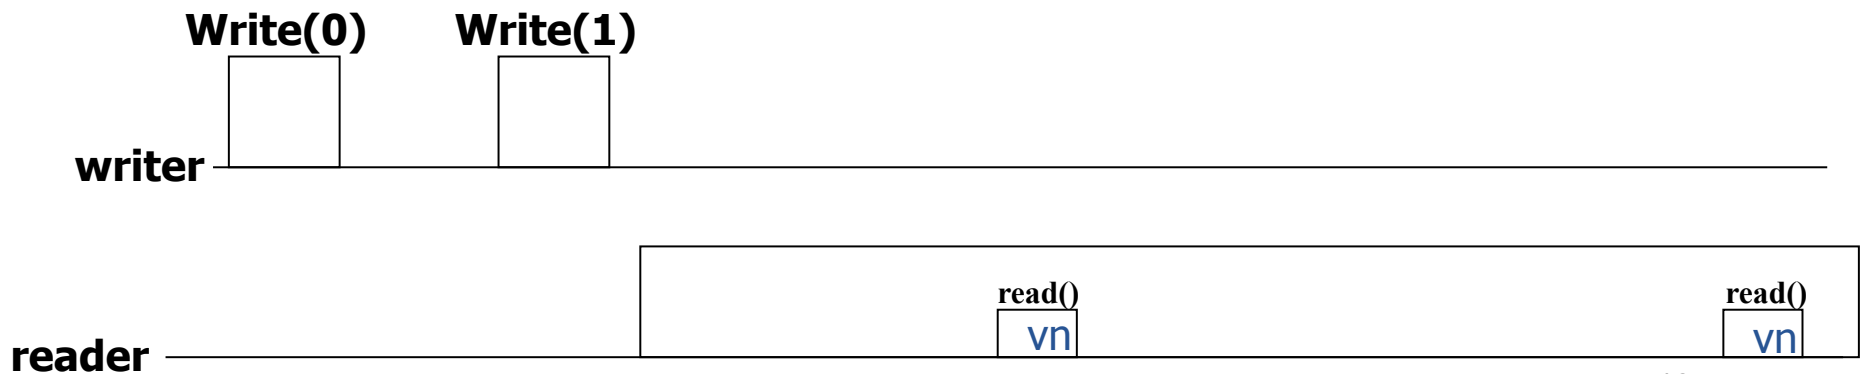 Write(0) Write(1)
writer
read() read()
vn vn
reader